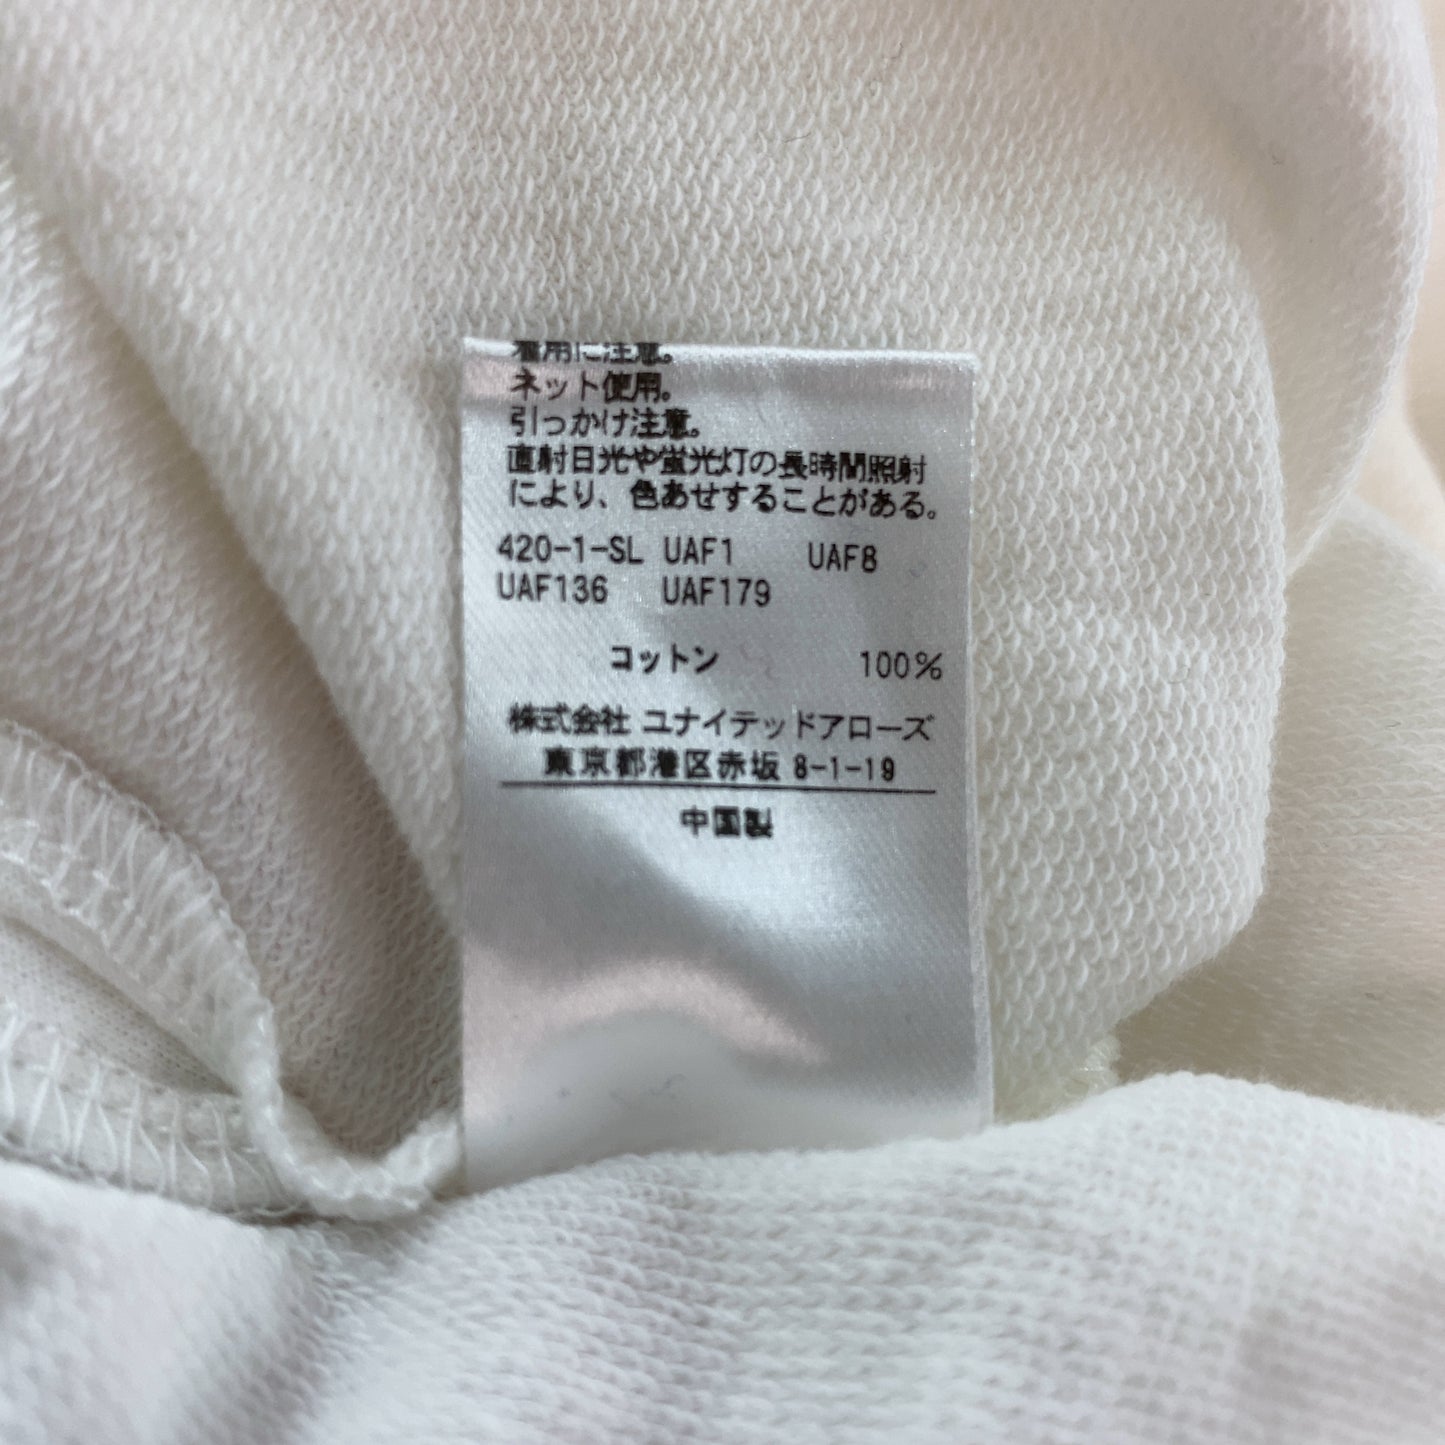 着用に注意。
ネット使用。
引っかけ注意。
直射日光や蛍光灯の長時間照射
により、色あせすることがある。
420-1-SL UAF1 UAF8
UAF136 UAF179
コットン 100%
株式会社 ユナイテッドアローズ
東京都港区赤坂 8-1-19
中国製